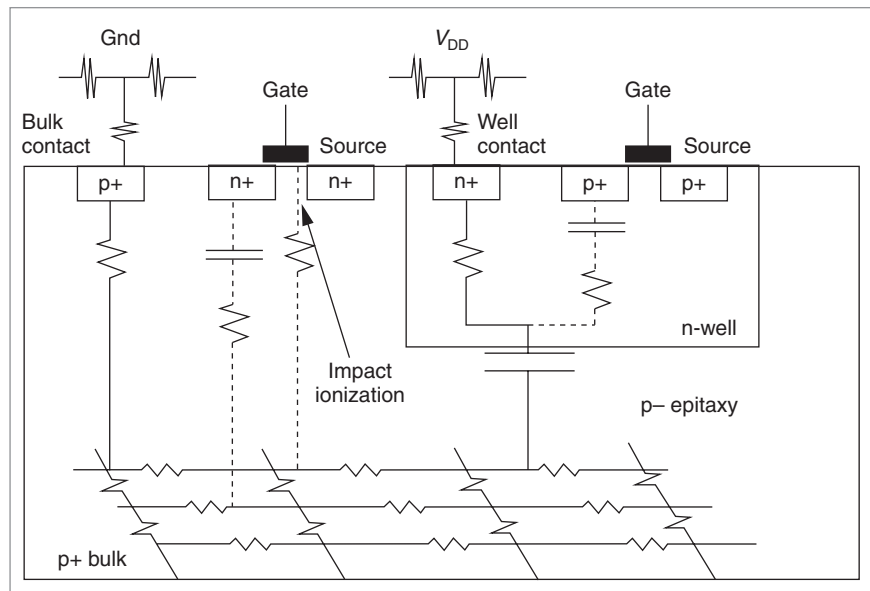 Gnd
V_DD
Gate
Gate
Bulk
contact
Source
Well
contact
Source
p+
n+
n+
n+
p+
p+
n-well
Impact
ionization
p– epitaxy
p+ bulk